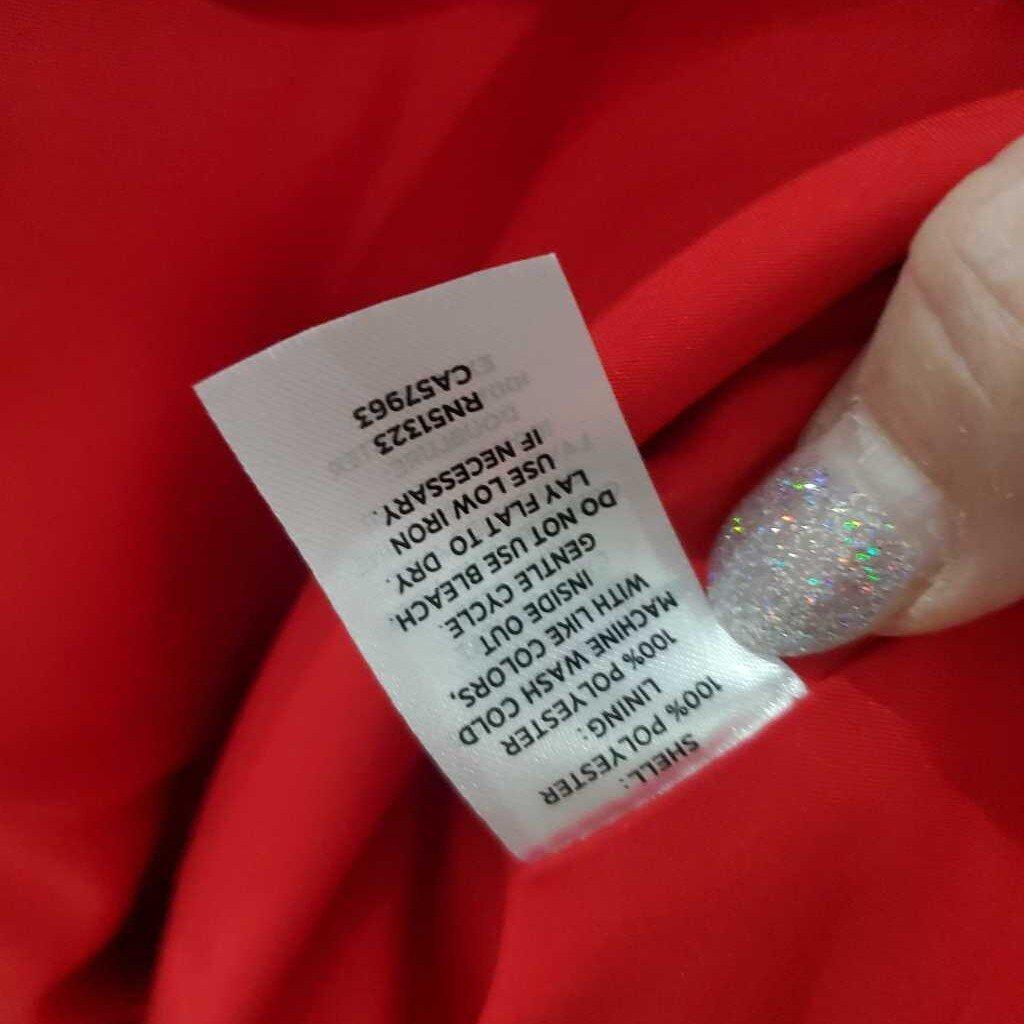 SHELL:
100% POLYESTER
LINING:
100% POLYESTER
MACHINE WASH COLD
WITH LIKE COLORS,
INSIDE OUT
GENTLE CYCLE.
DO NOT USE BLEACH.
LAY FLAT TO DRY.
USE LOW IRON
IF NECESSARY.
RN51323
CA57963